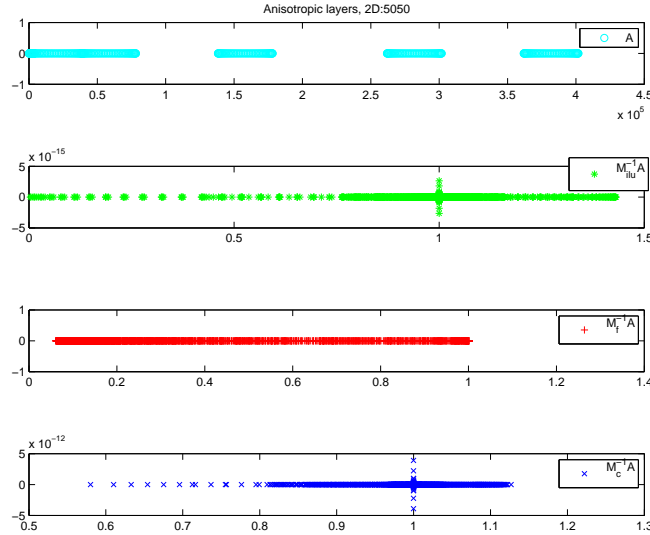 Anisotropic layers, 2D:5050
1
0
−1
A
0 0.5 1 1.5 2 2.5 3 3.5 4 4.5
x 10^5
x 10^−15
5
0
−5
M_ilu^−1 A
0 0.5 1 1.5
1
0
−1
M_f^−1 A
0 0.2 0.4 0.6 0.8 1 1.2 1.4
x 10^−12
5
0
−5
M_c^−1 A
0.5 0.6 0.7 0.8 0.9 1 1.1 1.2 1.3